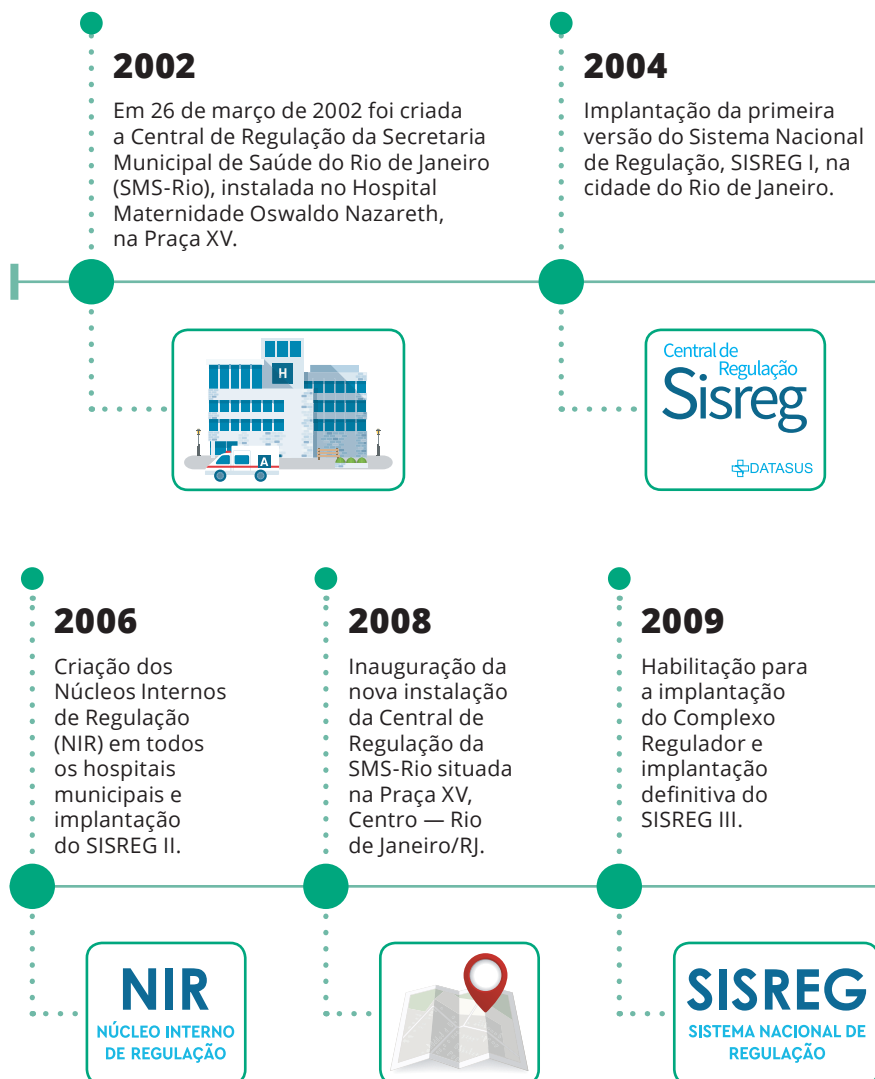 2002
Em 26 de março de 2002 foi criada
a Central de Regulação da Secretaria
Municipal de Saúde do Rio de Janeiro
(SMS-Rio), instalada no Hospital
Maternidade Oswaldo Nazareth,
na Praça XV.
2004
Implantação da primeira
versão do Sistema Nacional
de Regulação, SISREG I, na
cidade do Rio de Janeiro.
H
A
Central de
Regulação
Sisreg
DATASUS
2006
Criação dos
Núcleos Internos
de Regulação
(NIR) em todos
os hospitais
municipais e
implantação
do SISREG II.
2008
Inauguração da
nova instalação
da Central de
Regulação da
SMS-Rio situada
na Praça XV,
Centro — Rio
de Janeiro/RJ.
2009
Habilitação para
a implantação
do Complexo
Regulador e
implantação
definitiva do
SISREG III.
NIR
NÚCLEO INTERNO
DE REGULAÇÃO
SISREG
SISTEMA NACIONAL DE
REGULAÇÃO